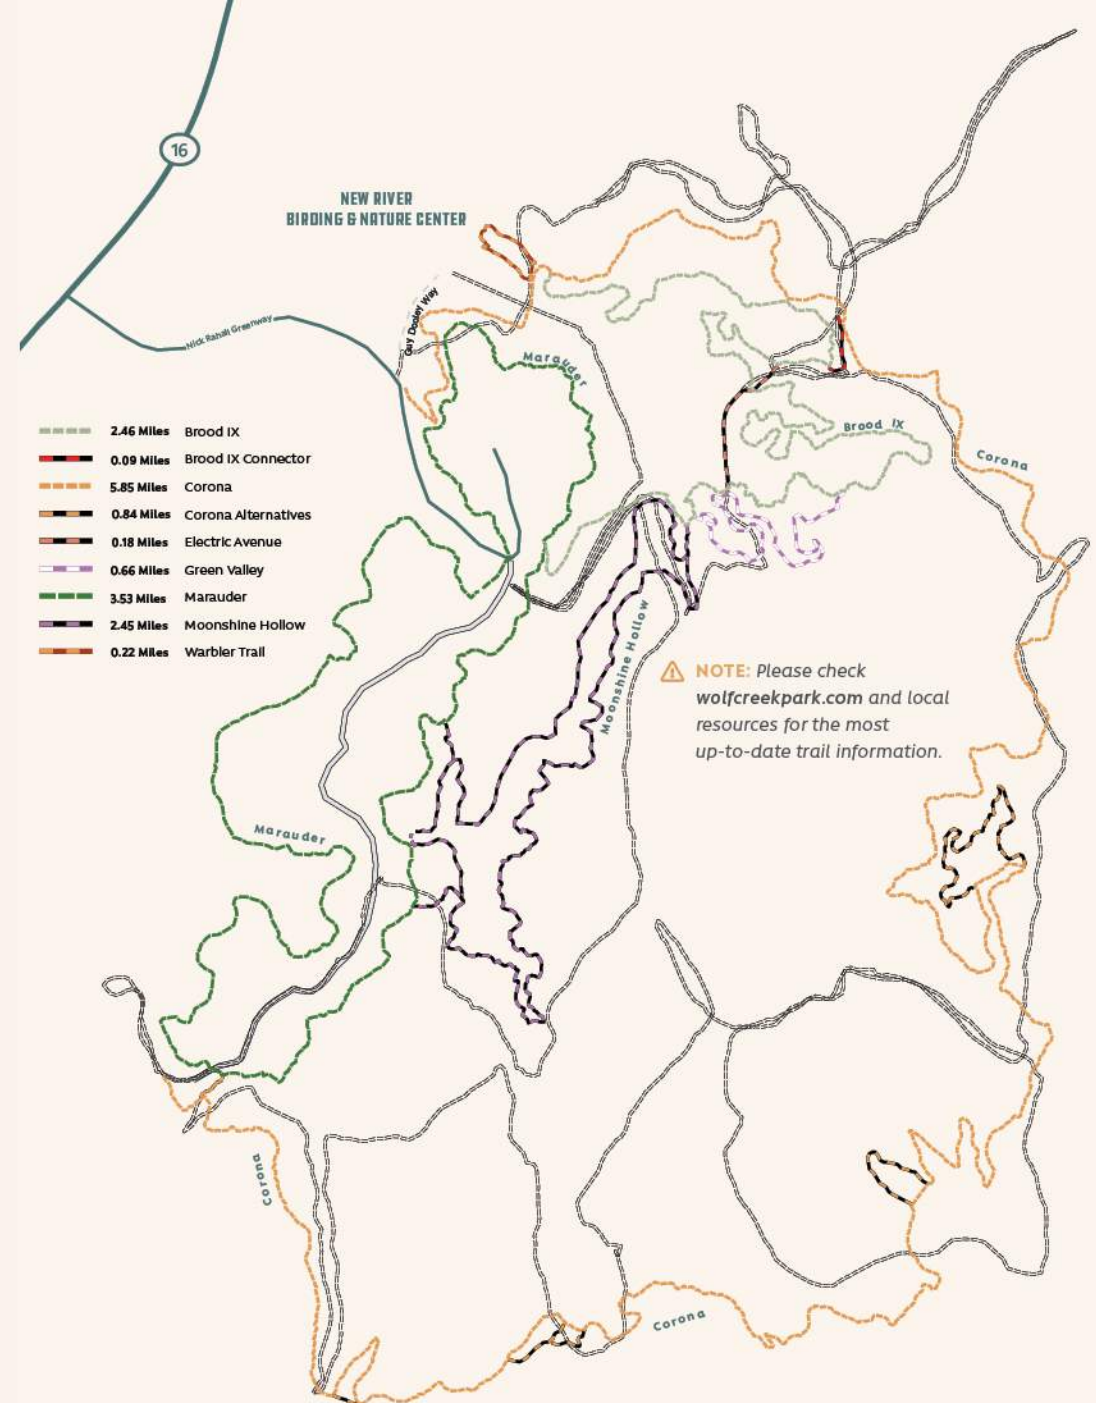 16
NEW RIVER
BIRDING & NATURE CENTER
Guy Dooley Way
Nick Rahall Greenway
Marauder
2.46 Miles Brood IX
0.09 Miles Brood IX Connector
5.85 Miles Corona
0.84 Miles Corona Alternatives
0.18 Miles Electric Avenue
0.66 Miles Green Valley
3.53 Miles Marauder
2.45 Miles Moonshine Hollow
0.22 Miles Warbler Trail
Brood IX
Corona
Moonshine Hollow
NOTE: Please check
wolfcreekpark.com and local
resources for the most
up-to-date trail information.
Marauder
Corona
Corona